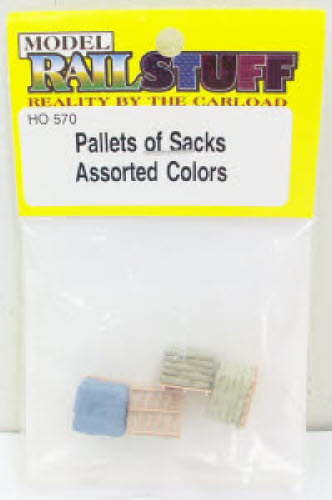 MODEL
RAILSTUFF
REALITY BY THE CARLOAD
HO 570
Pallets of Sacks
Assorted Colors